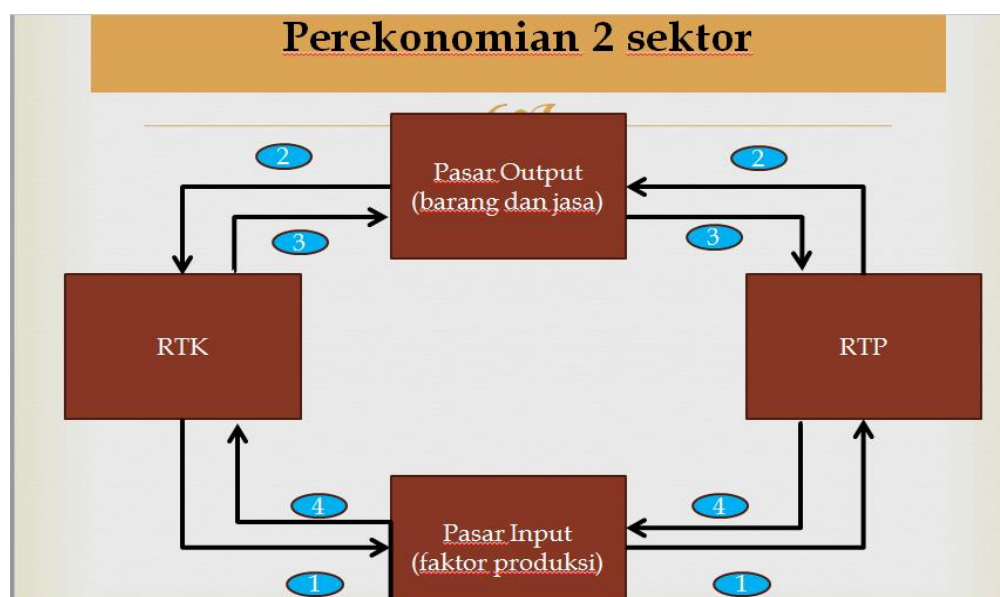 Perekonomian 2 sektor
2
Pasar Output
(barang dan jasa)
2
3
3
RTK
RTP
4
Pasar Input
(faktor produksi)
4
1
1